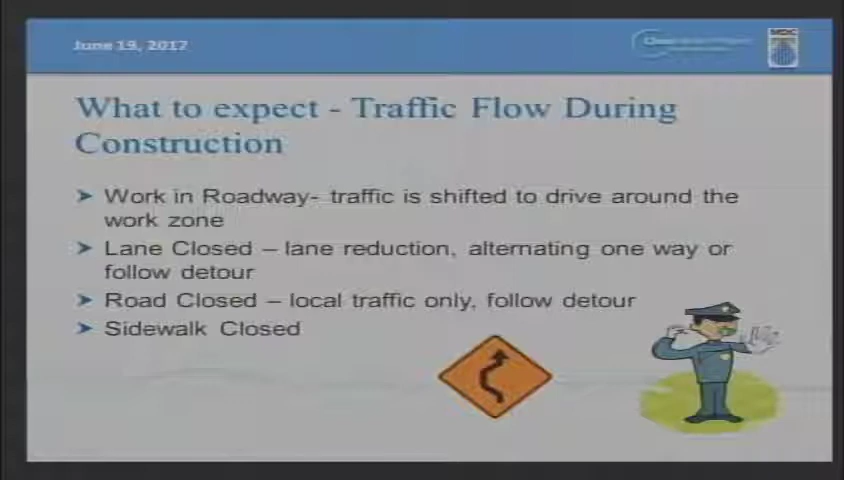 June 19, 2017
MDC
What to expect - Traffic Flow During
Construction
➤ Work in Roadway- traffic is shifted to drive around the
work zone
➤ Lane Closed – lane reduction, alternating one way or
follow detour
➤ Road Closed – local traffic only, follow detour
➤ Sidewalk Closed